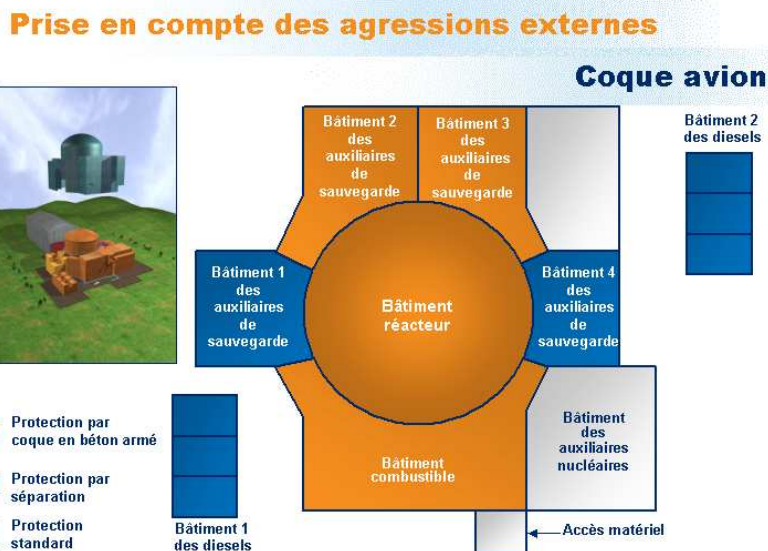 Prise en compte des agressions externes
Coque avion
Bâtiment 2
des
auxiliaires
de
sauvegarde
Bâtiment 3
des
auxiliaires
de
sauvegarde
Bâtiment 2
des diesels
Bâtiment 1
des
auxiliaires
de
sauvegarde
Bâtiment
réacteur
Bâtiment 4
des
auxiliaires
de
sauvegarde
Protection par
coque en béton armé
Protection par
séparation
Protection
standard
Bâtiment 1
des diesels
Bâtiment
combustible
Bâtiment
des
auxiliaires
nucléaires
Accès matériel